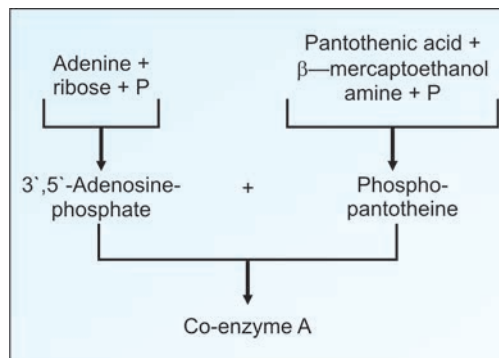 Adenine +
ribose + P
Pantothenic acid +
β—mercaptoethanol
amine + P
3`,5`-Adenosine-
phosphate
+
Phospho-
pantotheine
Co-enzyme A